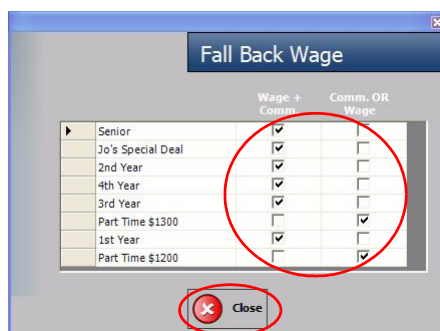 Fall Back Wage
Wage + Comm. OR
Comm. Wage
Senior
Jo's Special Deal
2nd Year
4th Year
3rd Year
Part Time $1300
1st Year
Part Time $1200
Close